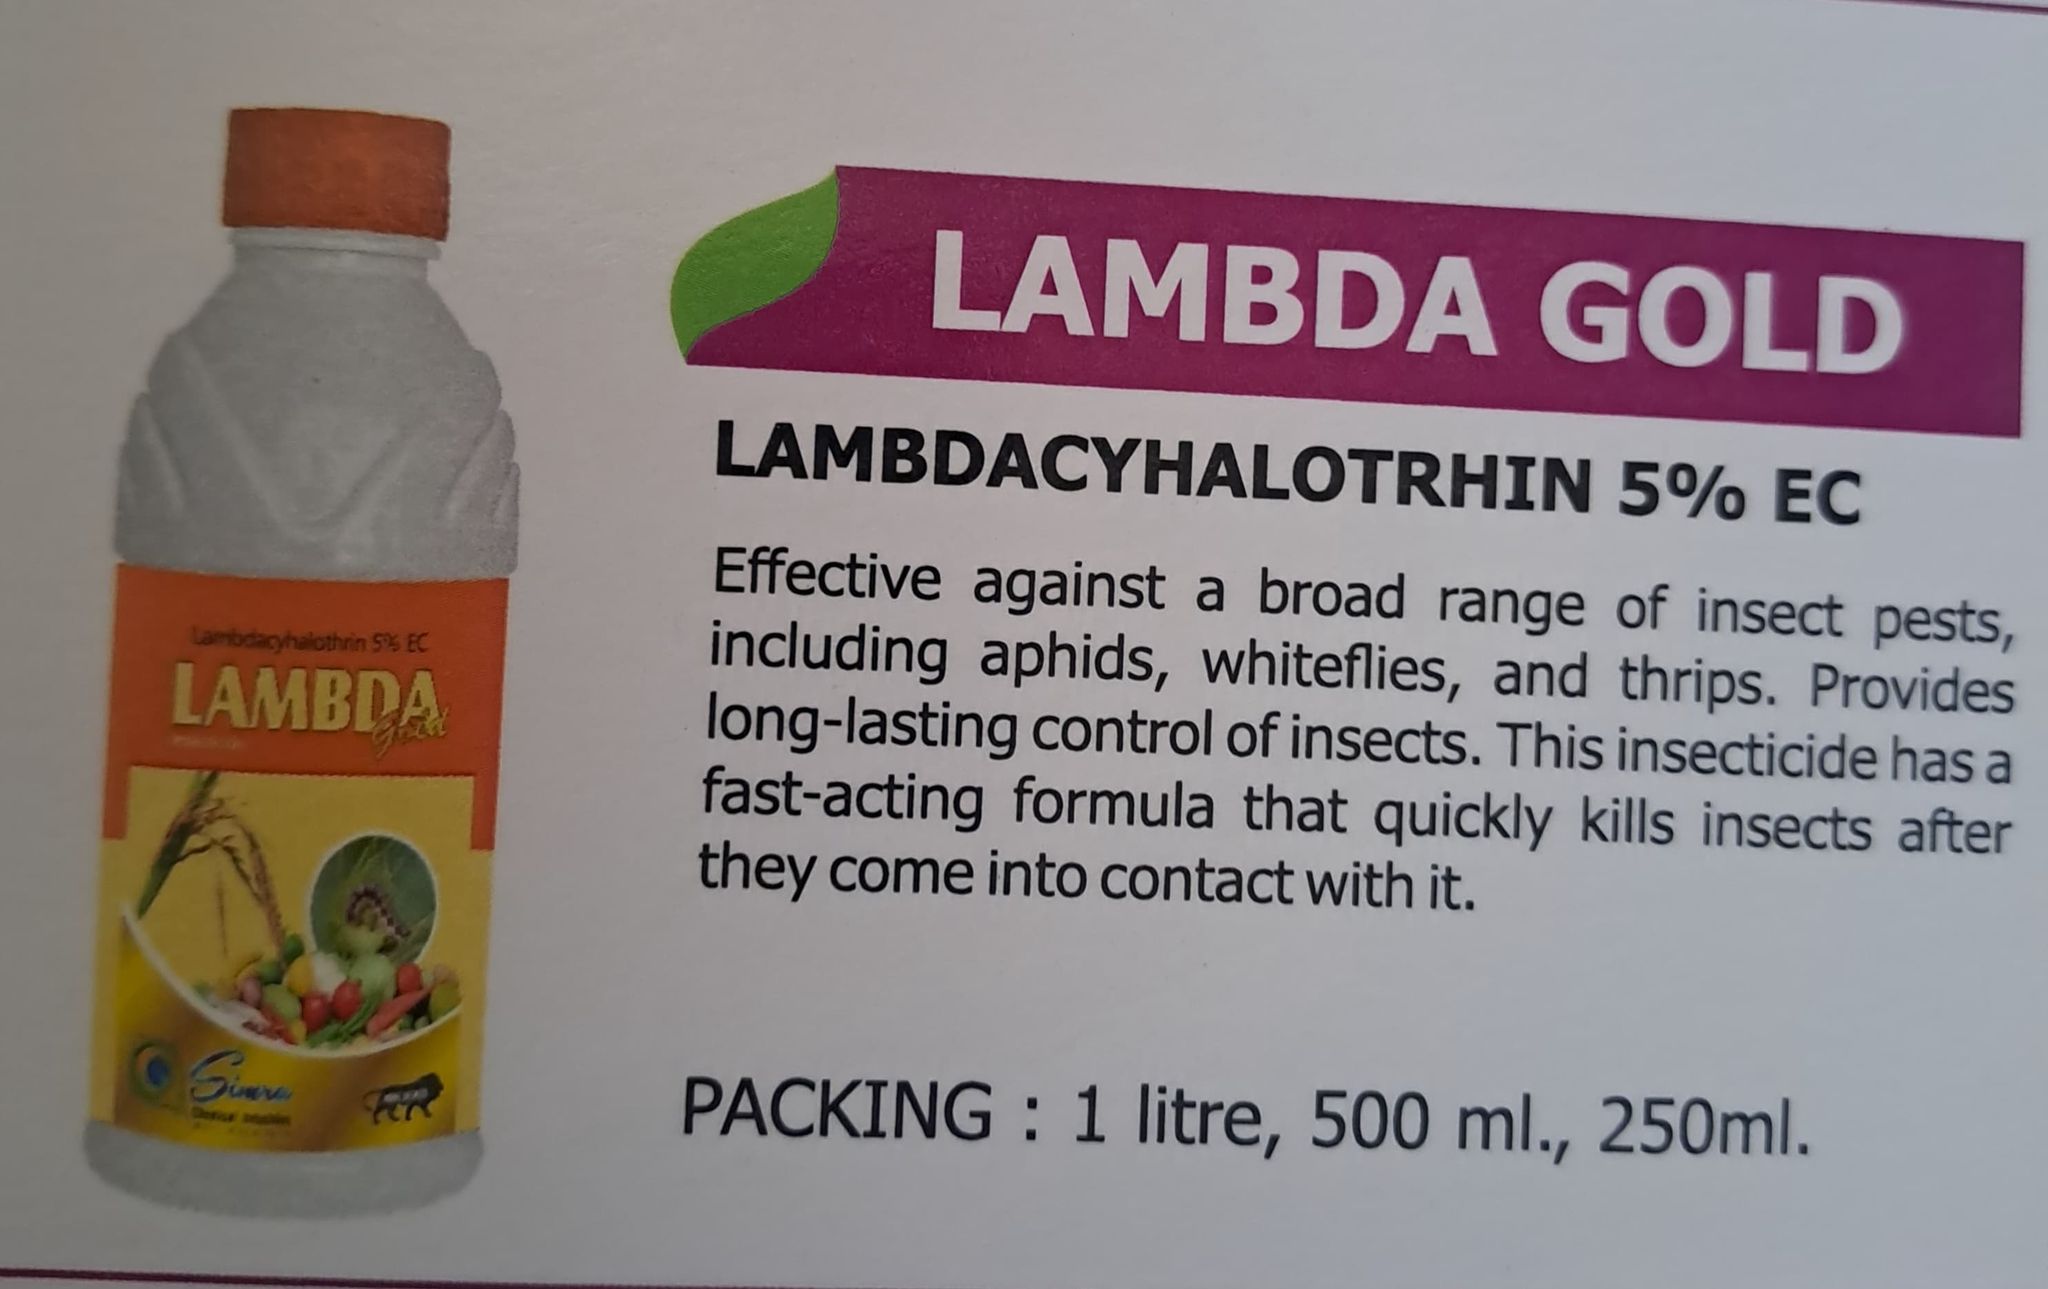 LAMBDA GOLD
LAMBDACYHALOTRHIN 5% EC
Effective against a broad range of insect pests,
including aphids, whiteflies, and thrips. Provides
long-lasting control of insects. This insecticide has a
fast-acting formula that quickly kills insects after
they come into contact with it.
PACKING : 1 litre, 500 ml., 250ml.
Lambdacyhalothrin 5% EC
LAMBDA
Gold